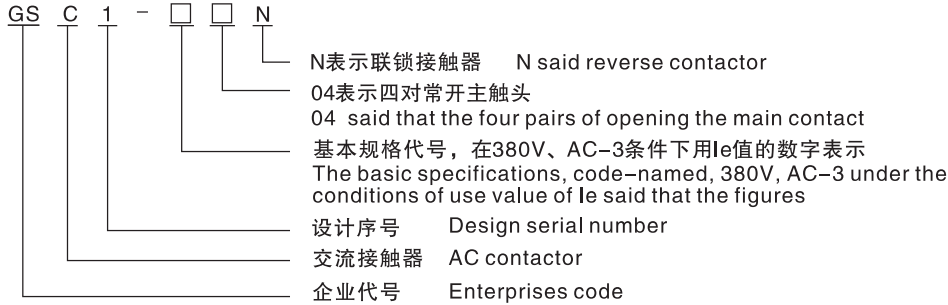 GS C 1 - □ □ N
N表示联锁接触器 N said reverse contactor
04表示四对常开主触头
04 said that the four pairs of opening the main contact
基本规格代号，在380V、AC-3条件下用Ie值的数字表示
The basic specifications, code-named, 380V, AC-3 under the
conditions of use value of Ie said that the figures
设计序号 Design serial number
交流接触器 AC contactor
企业代号 Enterprises code